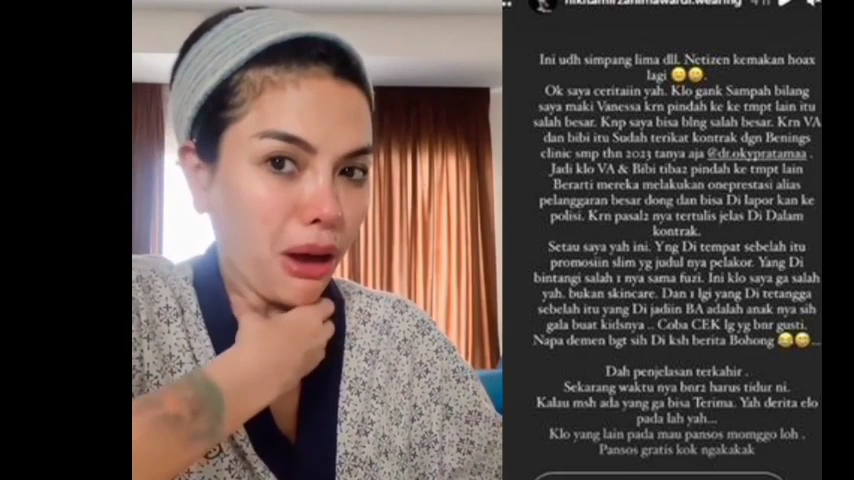 nikitamirzanimawardi.wearing 4 h
Ini udh simpang lima dll. Netizen kemakan hoax
lagi 😊😊.
Ok saya ceritaiin yah. Klo gank Sampah bilang
saya maki Vanessa krn pindah ke ke tmpt lain itu
salah besar. Knp saya bisa blng salah besar. Krn VA
dan bibi itu Sudah terikat kontrak dgn Benings
clinic smp thn 2023 tanya aja @dr.okypratamaa .
Jadi klo VA & Bibi tiba2 pindah ke tmpt lain
Berarti mereka melakukan oneprestasi alias
pelanggaran besar dong dan bisa Di lapor kan ke
polisi. Krn pasal2 nya tertulis jelas Di Dalam
kontrak.
Setau saya yah ini. Yng Di tempat sebelah itu
promosiin slim yg judul nya pelakor. Yang Di
bintangi salah 1 nya sama fuzi. Ini klo saya ga salah
yah. bukan skincare. Dan 1 lgi yang Di tetangga
sebelah itu yang Di jadiin BA adalah anak nya sih
gala buat kidsnya .. Coba CEK lg yg bnr gusti.
Napa demen bgt sih Di ksh berita Bohong 😂😄...
Dah penjelasan terkahir .
Sekarang waktu nya bnr2 harus tidur ni.
Kalau msh ada yang ga bisa Terima. Yah derita elo
pada lah yah...
Klo yang lain pada mau pansos momggo loh .
Pansos gratis kok ngakakak